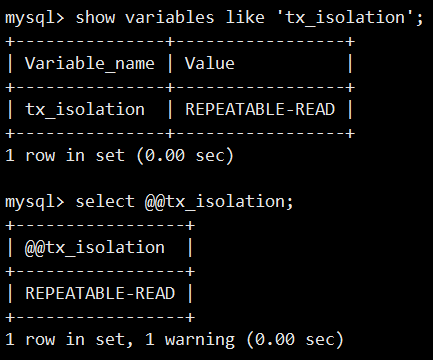 mysql> show variables like 'tx_isolation';
+---------------+-----------------+
| Variable_name | Value           |
+---------------+-----------------+
| tx_isolation  | REPEATABLE-READ |
+---------------+-----------------+
1 row in set (0.00 sec)

mysql> select @@tx_isolation;
+-----------------+
| @@tx_isolation  |
+-----------------+
| REPEATABLE-READ |
+-----------------+
1 row in set, 1 warning (0.00 sec)